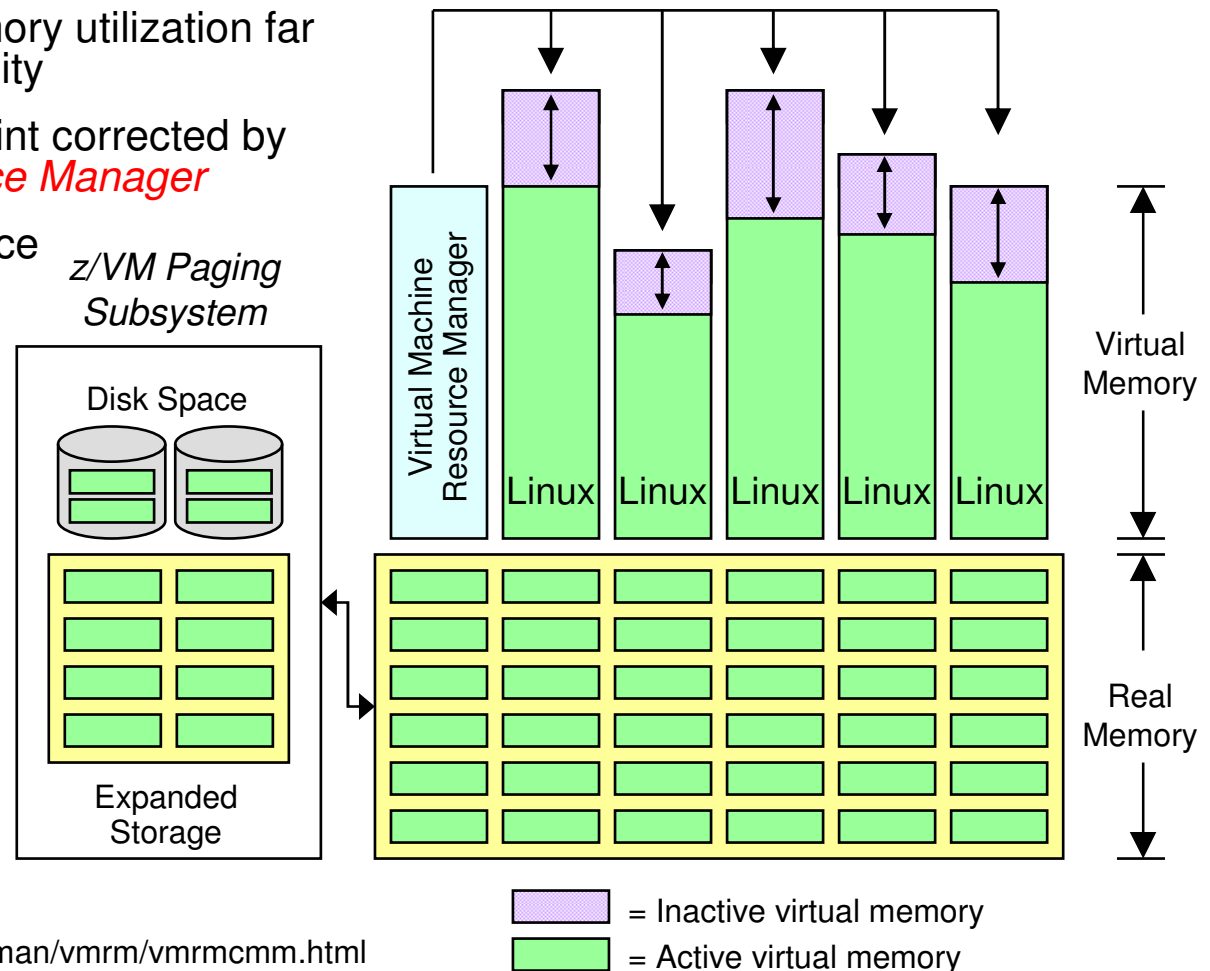 ory utilization far
ity
int corrected by
ce Manager
ce
z/VM Paging
Subsystem
Disk Space
Expanded
Storage
Virtual Machine
Resource Manager
Linux
Linux
Linux
Linux
Linux
Virtual
Memory
Real
Memory
= Inactive virtual memory
= Active virtual memory
man/vmrm/vmrmcmm.html